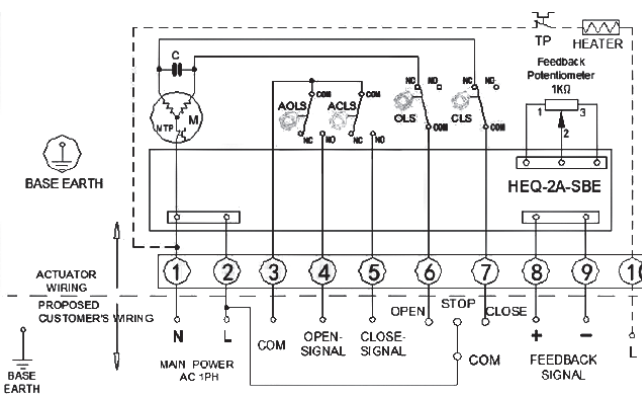 TP
HEATER
C
M
MTP
AOLS
COM
NC NO
ACLS
COM
NC NO
NC NO
OLS
COM
NC NO
CLS
COM
Feedback
Potentiometer
1KΩ
1 3
2
HEQ-2A-SBE
BASE EARTH
ACTUATOR
WIRING
1 2 3 4 5 6 7 8 9 10
PROPOSED
CUSTOMER'S WIRING
N L
MAIN POWER
AC 1PH
COM
OPEN-
SIGNAL
CLOSE-
SIGNAL
OPEN STOP CLOSE
COM
+ −
FEEDBACK
SIGNAL
L
BASE
EARTH